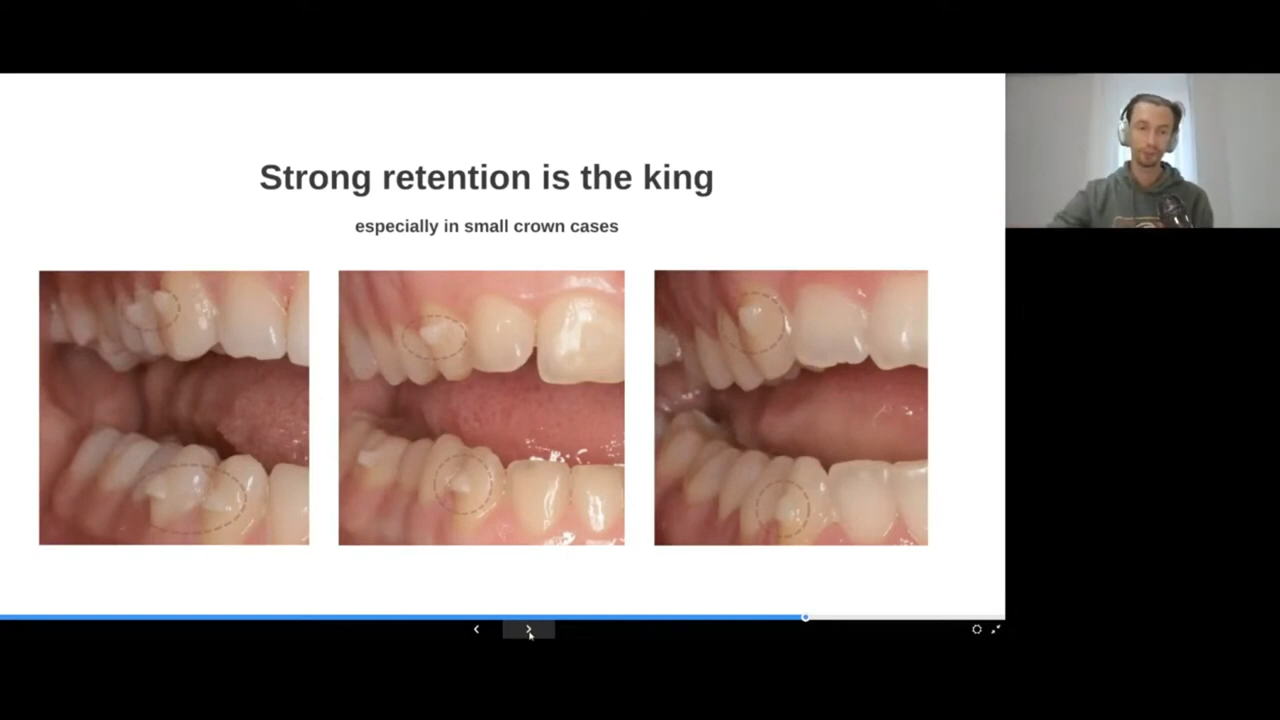 Strong retention is the king
especially in small crown cases